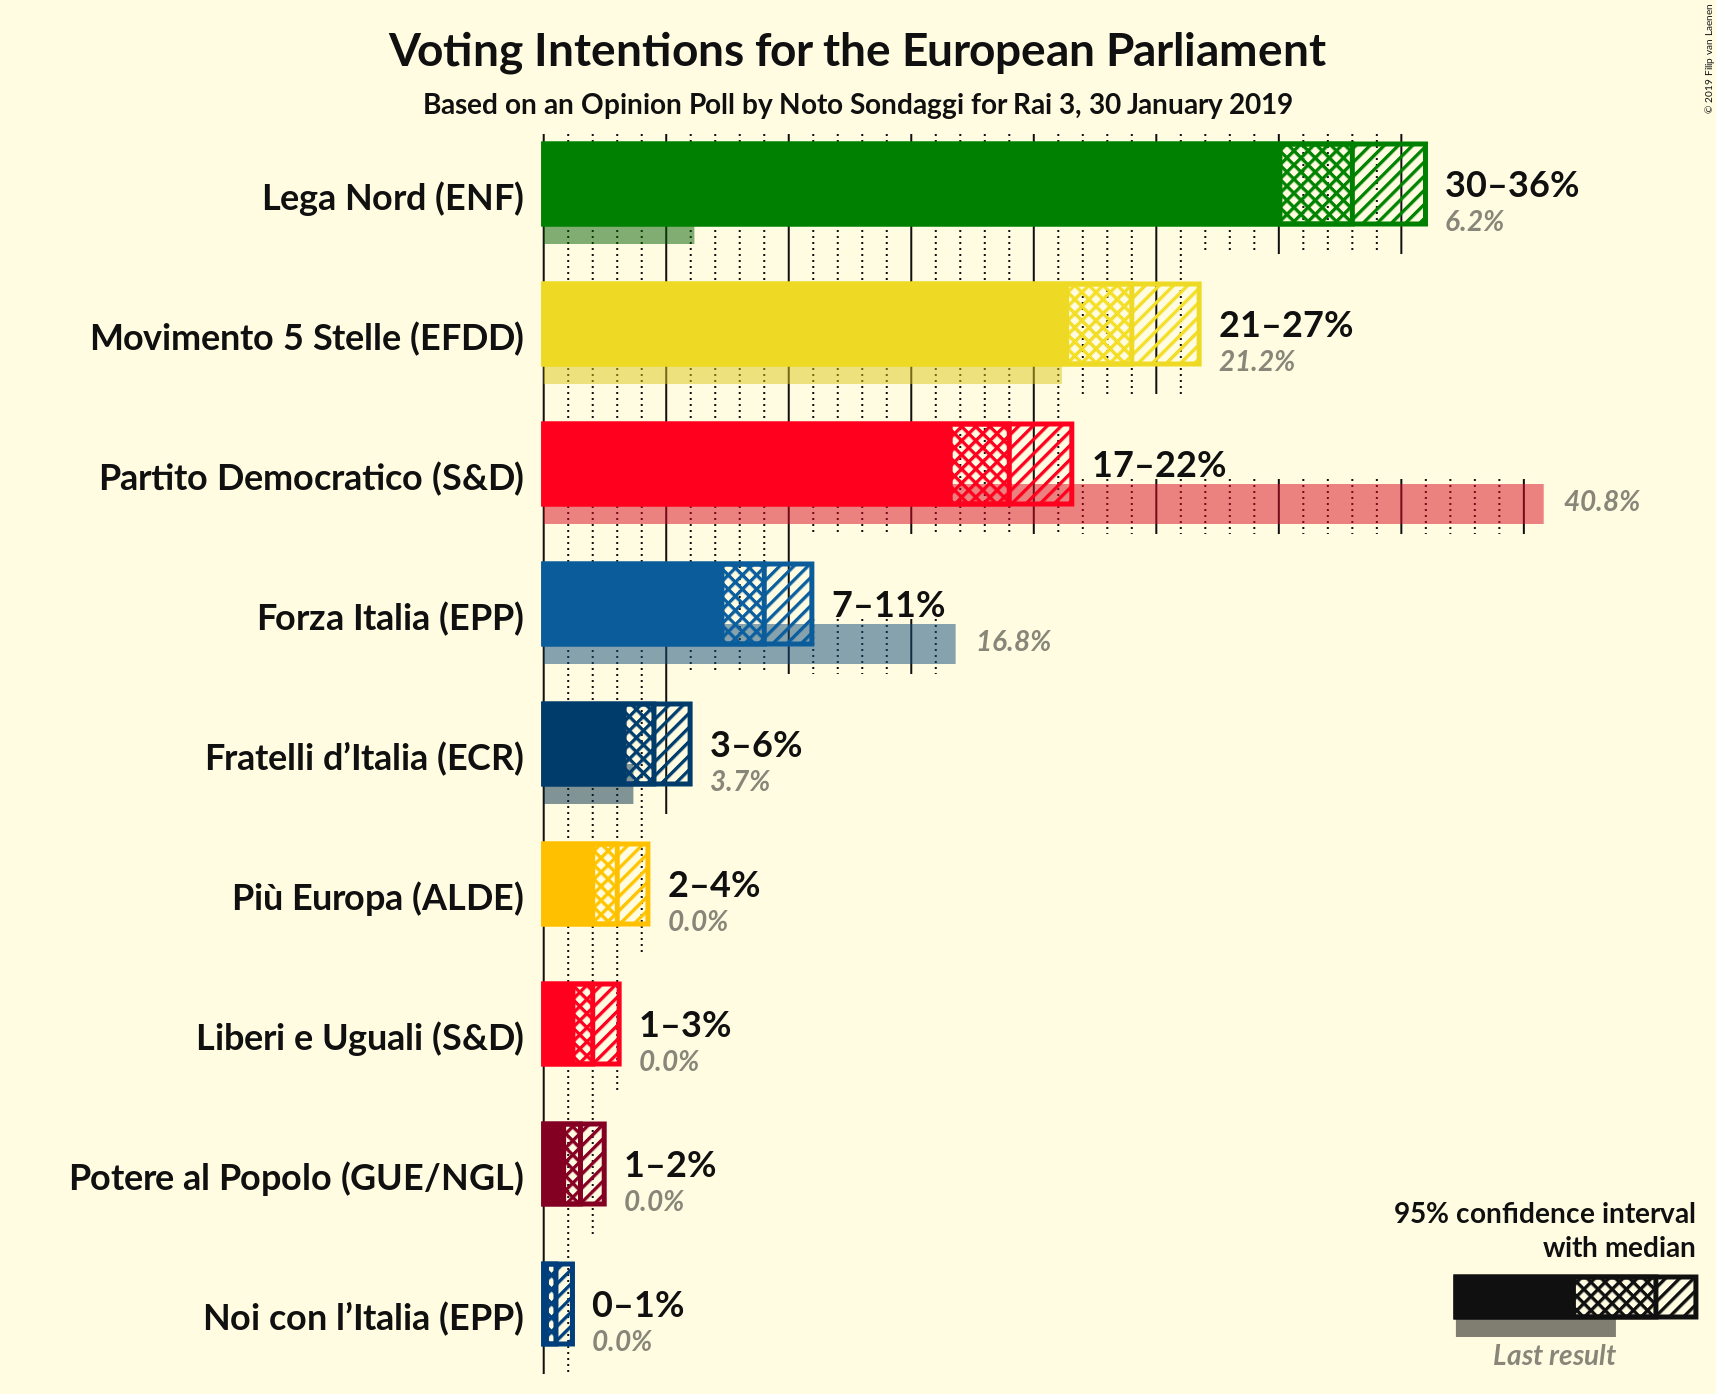 Voting Intentions for the European Parliament
Based on an Opinion Poll by Noto Sondaggi for Rai 3, 30 January 2019
© 2019 Filip van Laenen
Lega Nord (ENF)
30–36%
6.2%
Movimento 5 Stelle (EFDD)
21–27%
21.2%
Partito Democratico (S&D)
17–22%
40.8%
Forza Italia (EPP)
7–11%
16.8%
Fratelli d’Italia (ECR)
3–6%
3.7%
Più Europa (ALDE)
2–4%
0.0%
Liberi e Uguali (S&D)
1–3%
0.0%
Potere al Popolo (GUE/NGL)
1–2%
0.0%
Noi con l’Italia (EPP)
0–1%
0.0%
95% confidence interval
with median
Last result